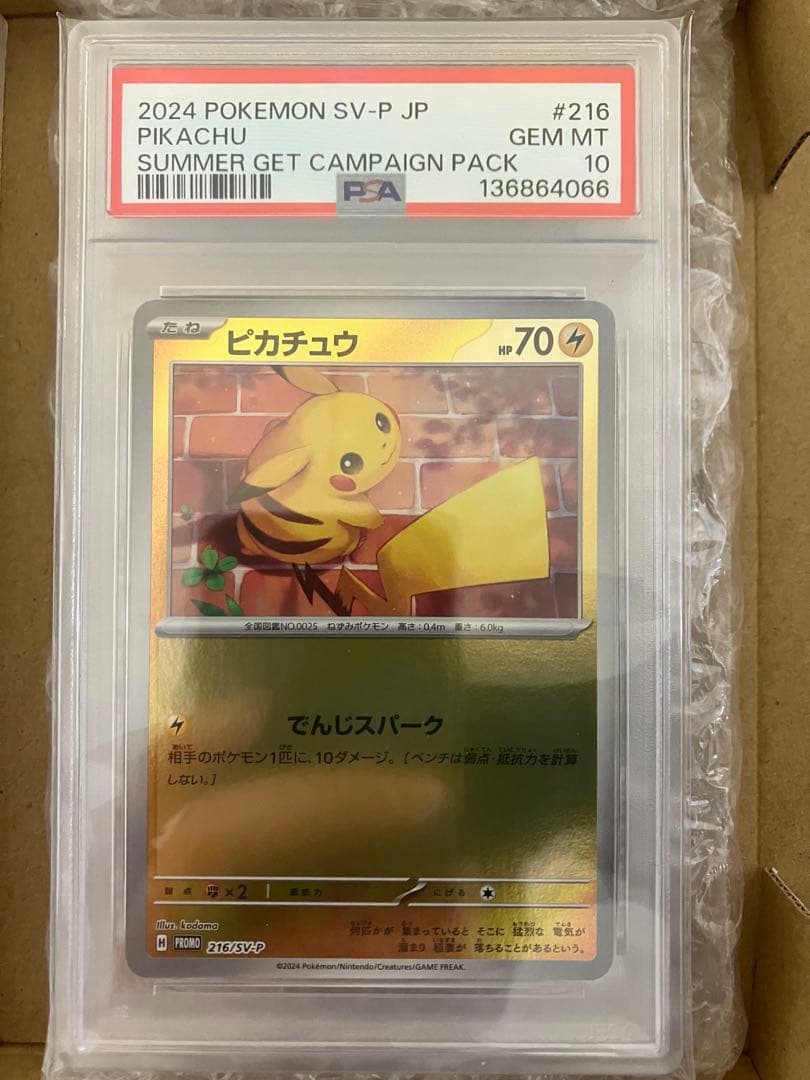 2024 POKEMON SV-P JP #216
PIKACHU GEM MT
SUMMER GET CAMPAIGN PACK 10
PSA 136864066
たね ピカチュウ HP70
全国図鑑NO.0025 ねずみポケモン 高さ:0.4m 重さ:6.0kg
でんじスパーク
相手のポケモン1匹に、10ダメージ。[ベンチは弱点・抵抗力を計算
しない。]
弱点 ×2 抵抗力 にげる
Illus. kodama
何匹かが 集まっていると そこに 猛烈な 電気が
H PROMO 216/SV-P 溜まり 稲妻が 落ちることがあるという。
©2024 Pokémon/Nintendo/Creatures/GAME FREAK.